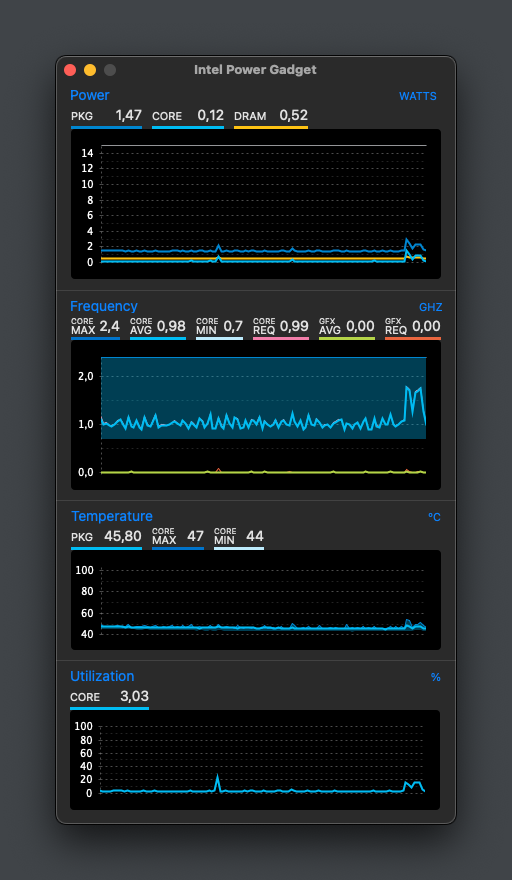 Intel Power Gadget
Power WATTS
PKG 1,47 CORE 0,12 DRAM 0,52
14
12
10
8
6
4
2
0
Frequency GHZ
CORE MAX 2,4 CORE AVG 0,98 CORE MIN 0,7 CORE REQ 0,99 GFX AVG 0,00 GFX REQ 0,00
2,0
1,0
0,0
Temperature ºC
PKG 45,80 CORE MAX 47 CORE MIN 44
100
80
60
40
Utilization %
CORE 3,03
100
80
60
40
20
0